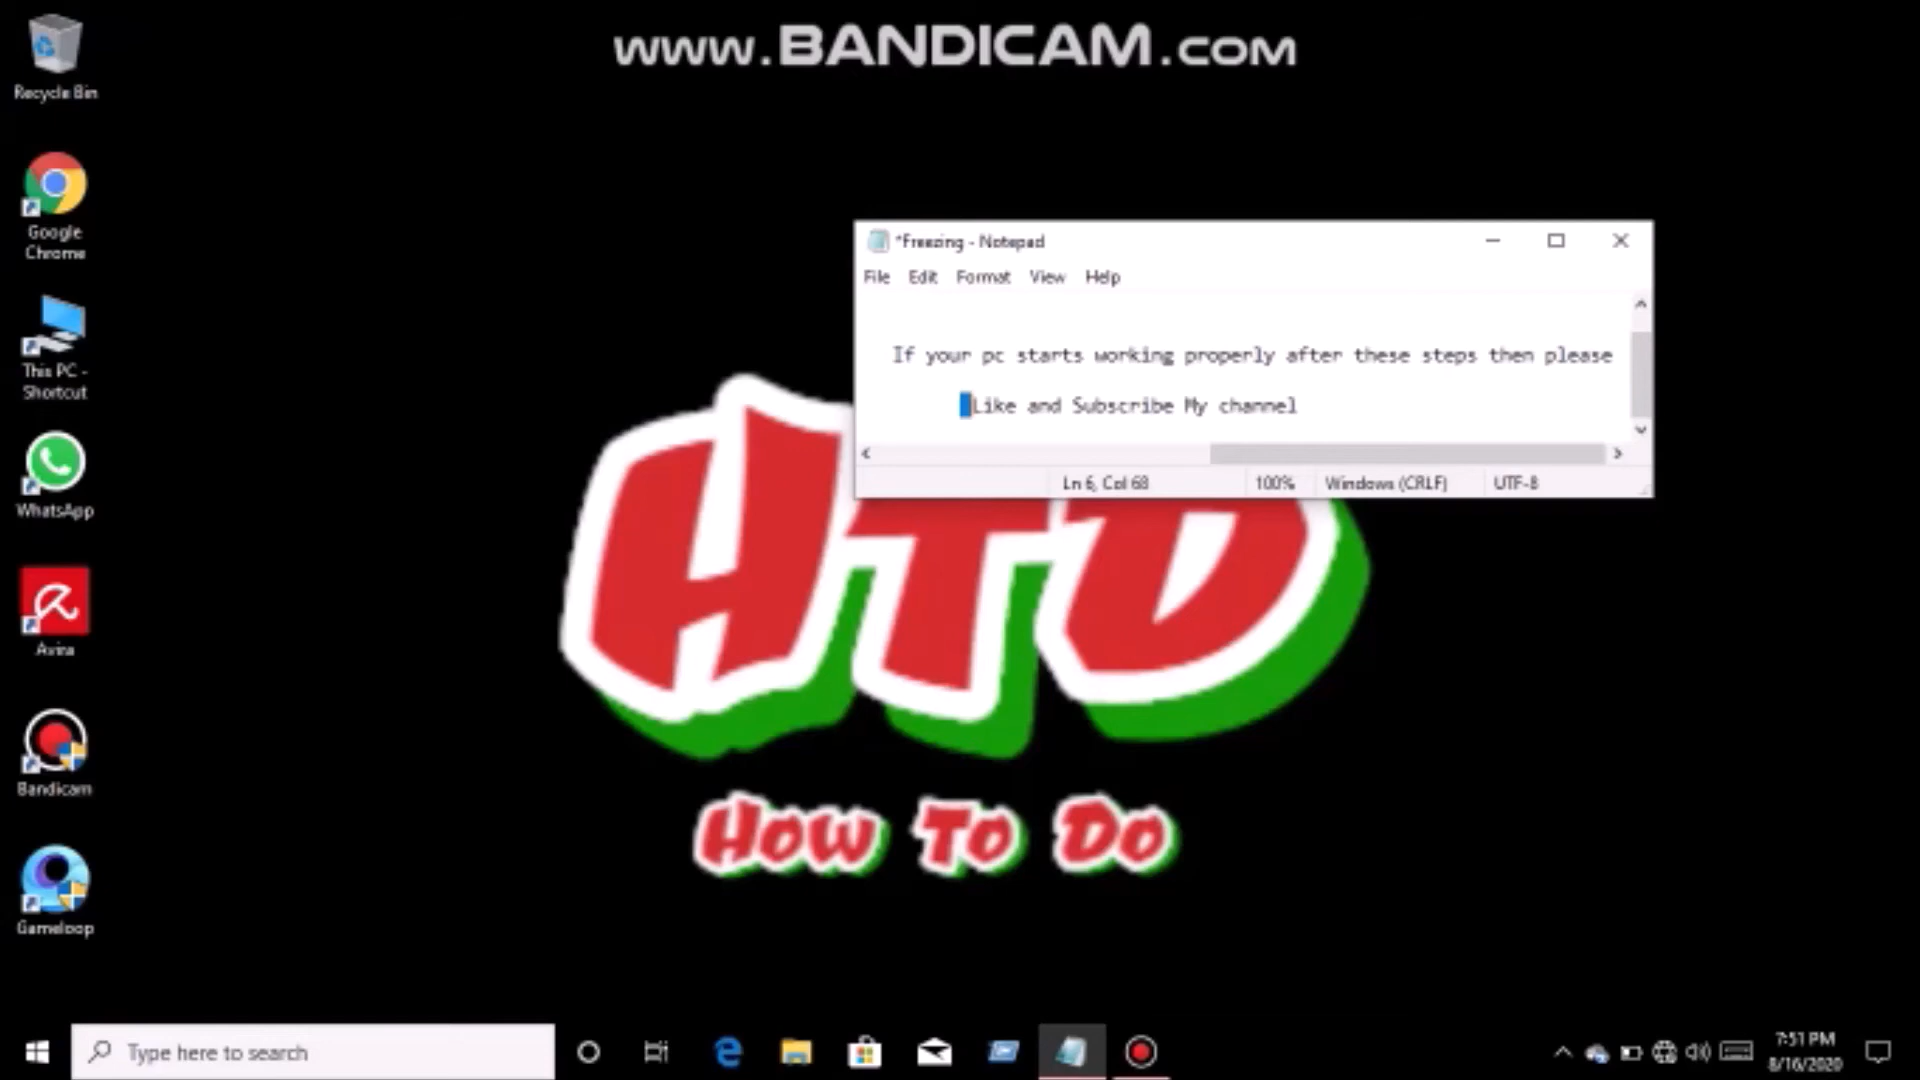 www.BANDICAM.com
Recycle Bin
Google
Chrome
This PC -
Shortcut
WhatsApp
Avira
Bandicam
Gameloop
*Freezing - Notepad
File Edit Format View Help
If your pc starts working properly after these steps then please
Like and Subscribe My channel
Ln 6, Col 68 100% Windows (CRLF) UTF-8
HTD
How To Do
Type here to search
7:51 PM
8/16/2020